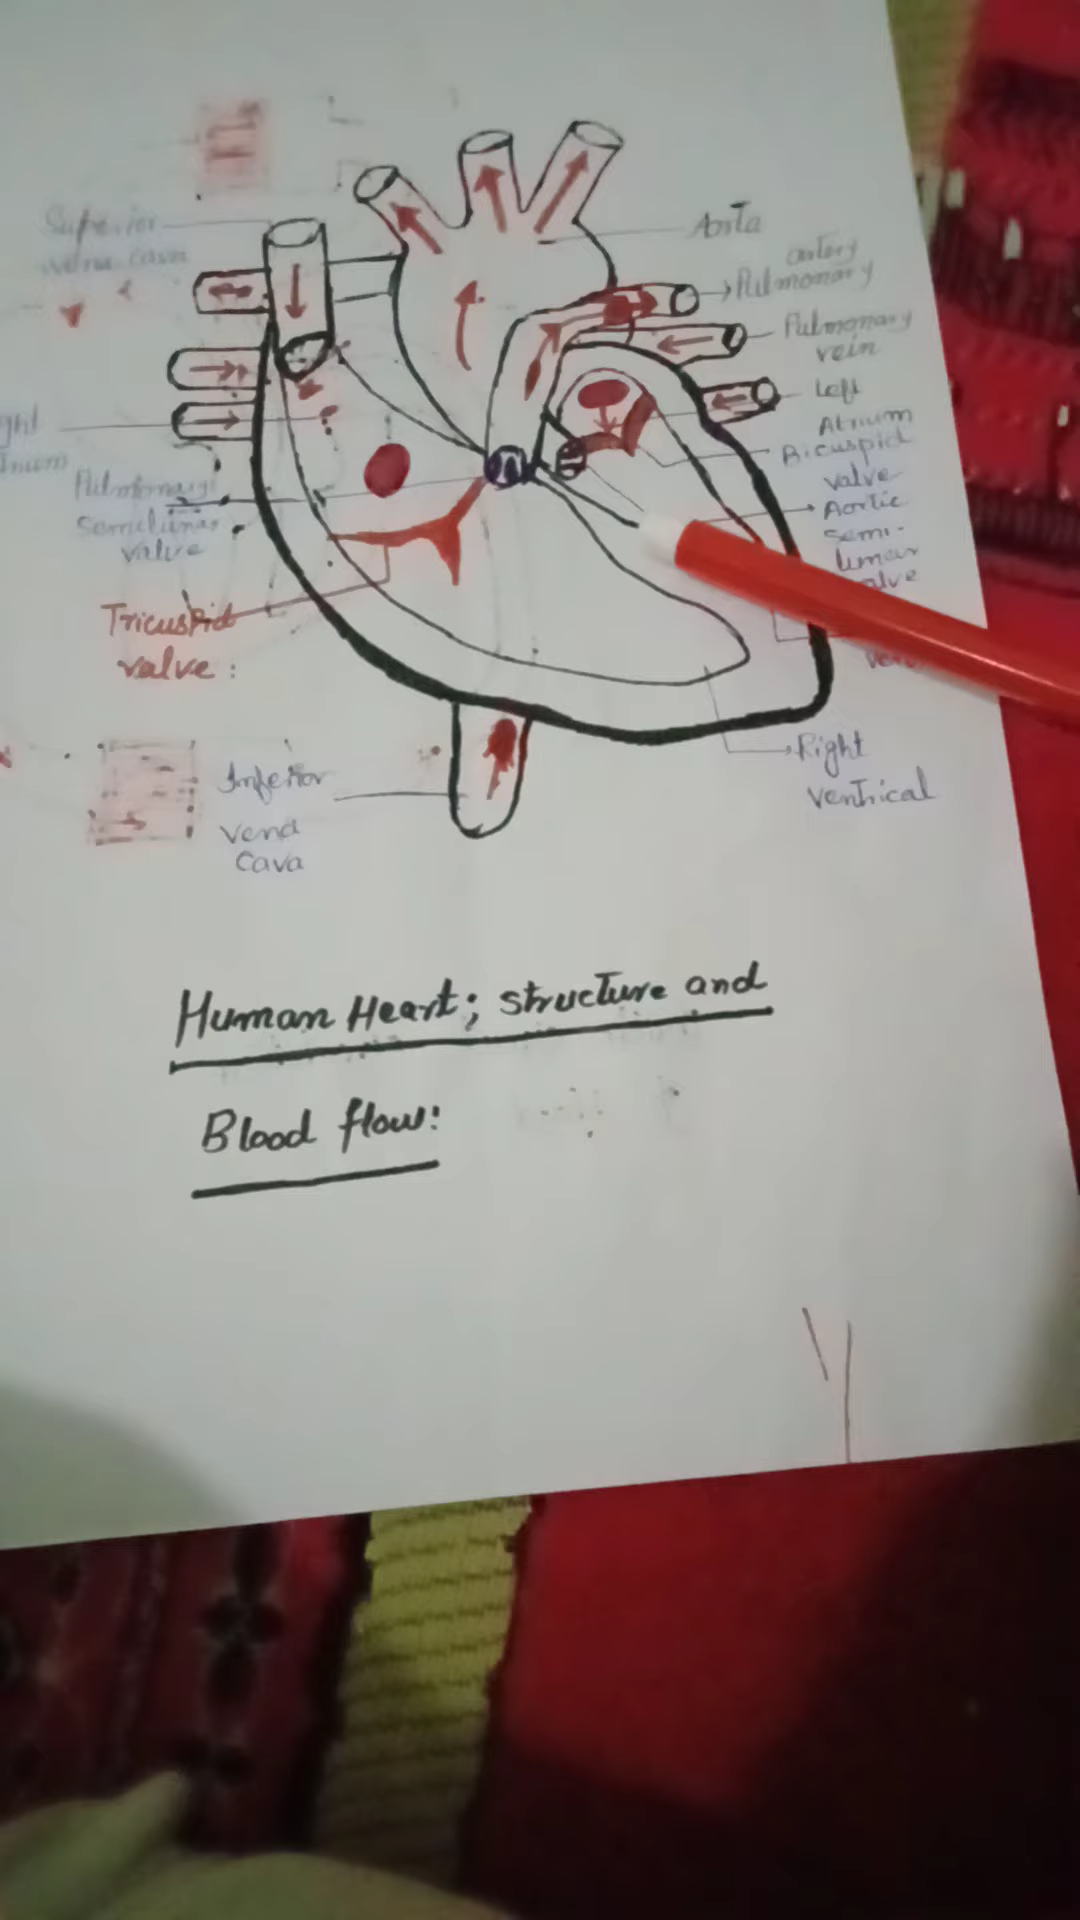 Superior
vena cava
Aorta
artery
Pulmonary
Pulmonary
vein
Left
Atrium
Bicuspid
valve
Aortic
semi-
lunar
valve
ght
Pulmonary
Semilunar
valve
Tricuspid
valve :
Right
ventrical
Inferior
vena
Cava
Human Heart; structure and
Blood flow: